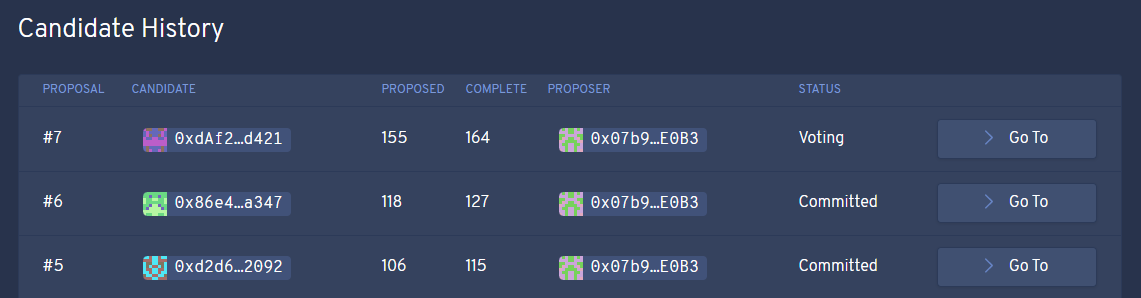 Candidate History
PROPOSAL CANDIDATE PROPOSED COMPLETE PROPOSER STATUS
#7 0xdAf2…d421 155 164 0x07b9…E0B3 Voting Go To
#6 0x86e4…a347 118 127 0x07b9…E0B3 Committed Go To
#5 0xd2d6…2092 106 115 0x07b9…E0B3 Committed Go To